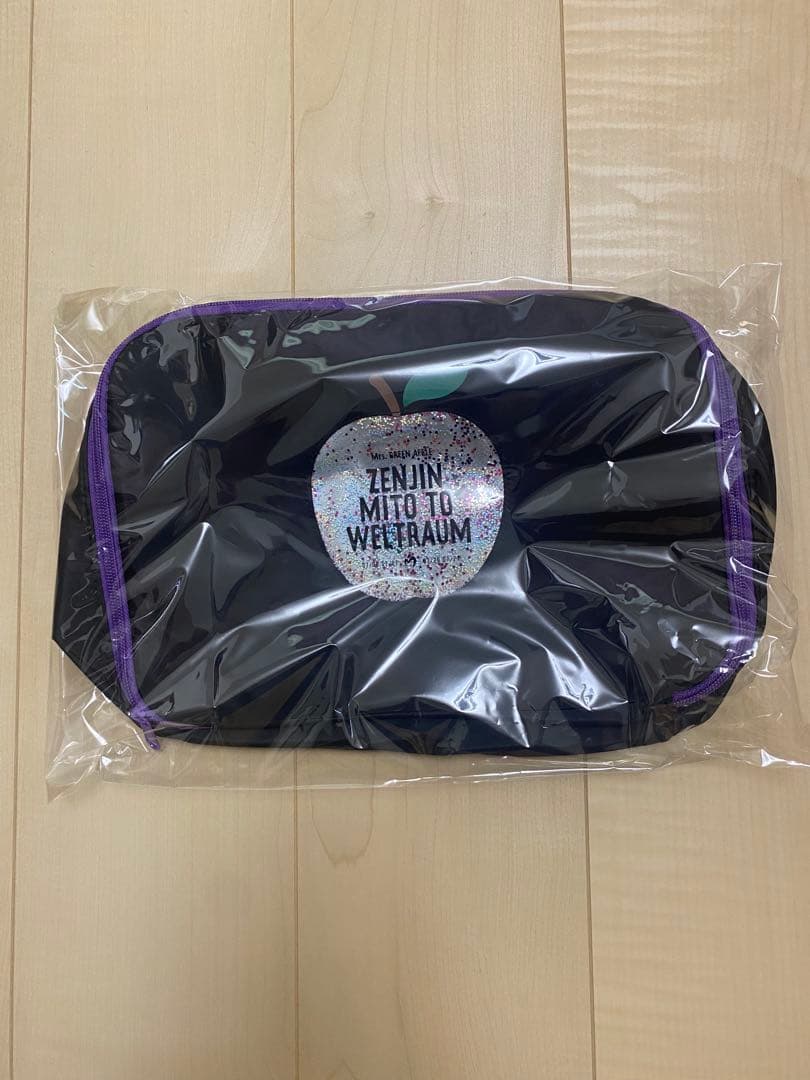 Mrs. GREEN APPLE
ZENJIN
MITO TO
WELTRAUM